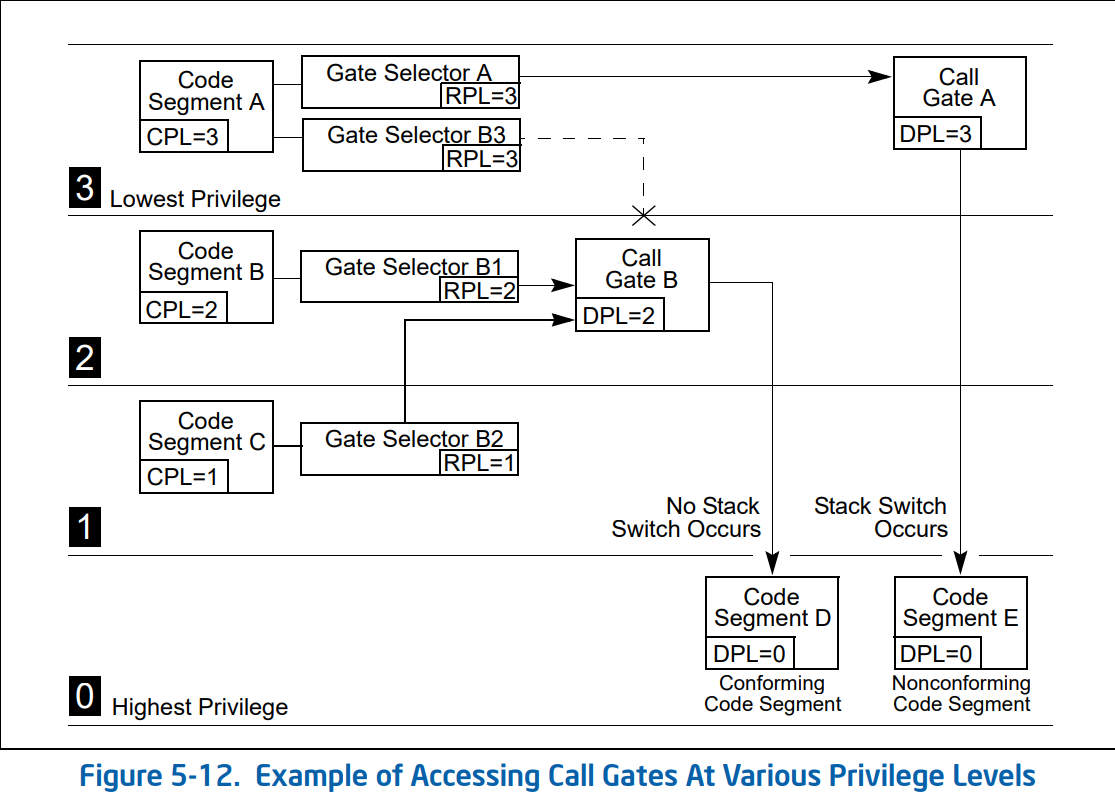 Code
Segment A
CPL=3
Gate Selector A
RPL=3
Gate Selector B3
RPL=3
Call
Gate A
DPL=3
3
Lowest Privilege
Code
Segment B
CPL=2
Gate Selector B1
RPL=2
Call
Gate B
DPL=2
2
Code
Segment C
CPL=1
Gate Selector B2
RPL=1
1
No Stack
Switch Occurs
Stack Switch
Occurs
Code
Segment D
DPL=0
Conforming
Code Segment
Code
Segment E
DPL=0
Nonconforming
Code Segment
0
Highest Privilege
Figure 5-12. Example of Accessing Call Gates At Various Privilege Levels